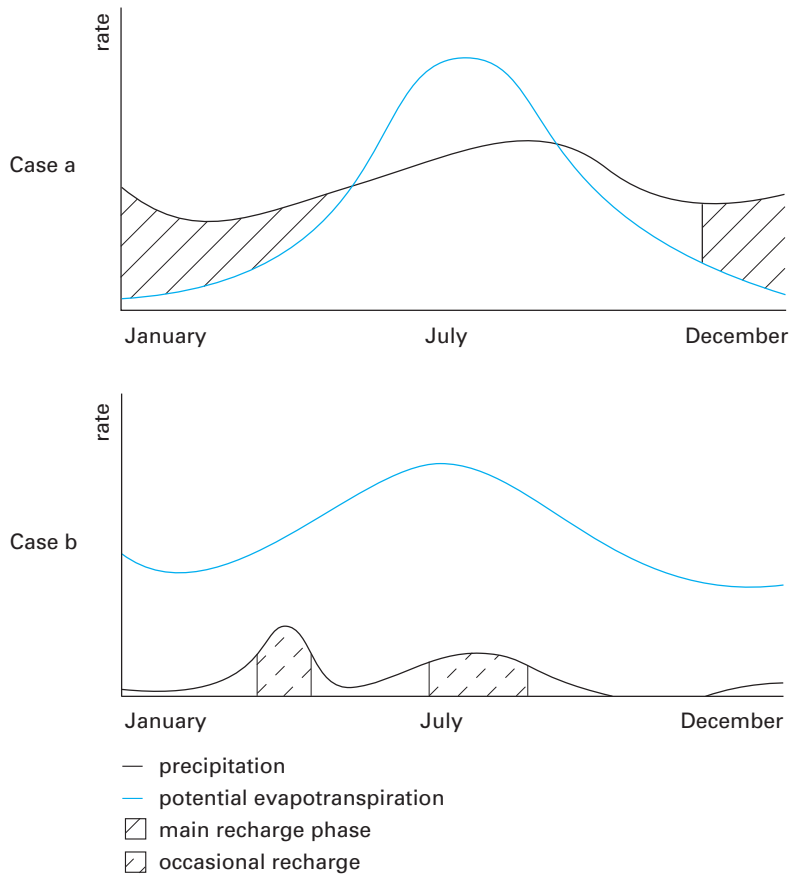 rate
Case a
January July December
rate
Case b
January July December
precipitation
potential evapotranspiration
main recharge phase
occasional recharge